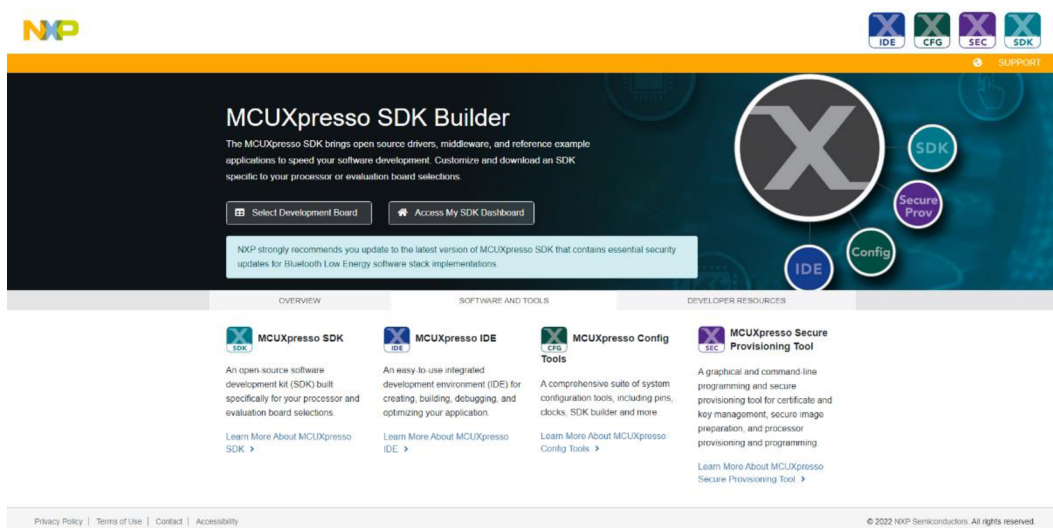 NXP
IDE
CFG
SEC
SDK
SUPPORT
MCUXpresso SDK Builder
The MCUXpresso SDK brings open source drivers, middleware, and reference example
applications to speed your software development. Customize and download an SDK
specific to your processor or evaluation board selections.
Select Development Board
Access My SDK Dashboard
NXP strongly recommends you update to the latest version of MCUXpresso SDK that contains essential security
updates for Bluetooth Low Energy software stack implementations.
X
SDK
Secure
Prov
Config
IDE
OVERVIEW
SOFTWARE AND TOOLS
DEVELOPER RESOURCES
SDK
MCUXpresso SDK
An open-source software
development kit (SDK) built
specifically for your processor and
evaluation board selections.
Learn More About MCUXpresso
SDK >
IDE
MCUXpresso IDE
An easy-to-use integrated
development environment (IDE) for
creating, building, debugging, and
optimizing your application.
Learn More About MCUXpresso
IDE >
CFG
MCUXpresso Config
Tools
A comprehensive suite of system
configuration tools, including pins,
clocks, SDK builder and more.
Learn More About MCUXpresso
Config Tools >
SEC
MCUXpresso Secure
Provisioning Tool
A graphical and command-line
programming and secure
provisioning tool for certificate and
key management, secure image
preparation, and processor
provisioning and programming.
Learn More About MCUXpresso
Secure Provisioning Tool >
Privacy Policy | Terms of Use | Contact | Accessibility
© 2022 NXP Semiconductors. All rights reserved.